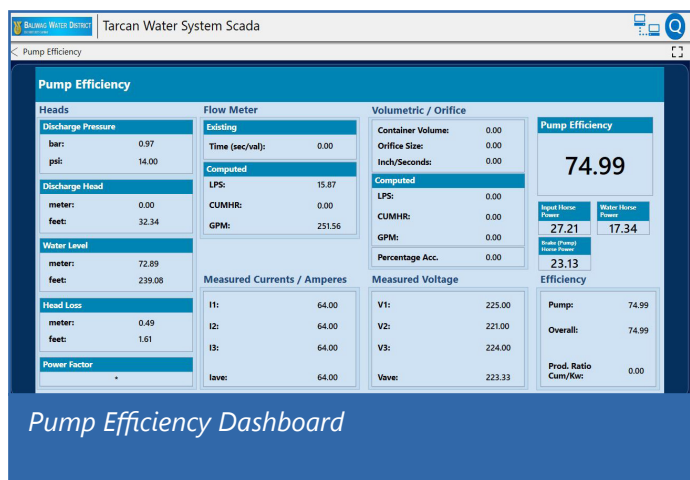 BALIWAG WATER DISTRICT
Tarcan Water System Scada
Q
< Pump Efficiency
Pump Efficiency
Heads
Discharge Pressure
bar: 0.97
psi: 14.00
Discharge Head
meter: 0.00
feet: 32.34
Water Level
meter: 72.89
feet: 239.08
Head Loss
meter: 0.49
feet: 1.61
Power Factor
*
Flow Meter
Existing
Time (sec/val): 0.00
Computed
LPS: 15.87
CUMHR: 0.00
GPM: 251.56
Measured Currents / Amperes
I1: 64.00
I2: 64.00
I3: 64.00
Iave: 64.00
Volumetric / Orifice
Container Volume: 0.00
Orifice Size: 0.00
Inch/Seconds: 0.00
Computed
LPS: 0.00
CUMHR: 0.00
GPM: 0.00
Percentage Acc. 0.00
Measured Voltage
V1: 225.00
V2: 221.00
V3: 224.00
Vave: 223.33
Pump Efficiency
74.99
Input Horse
Power
27.21
Water Horse
Power
17.34
Brake (Pump)
Horse Power
23.13
Efficiency
Pump: 74.99
Overall: 74.99
Prod. Ratio
Cum/Kw: 0.00
Pump Efficiency Dashboard